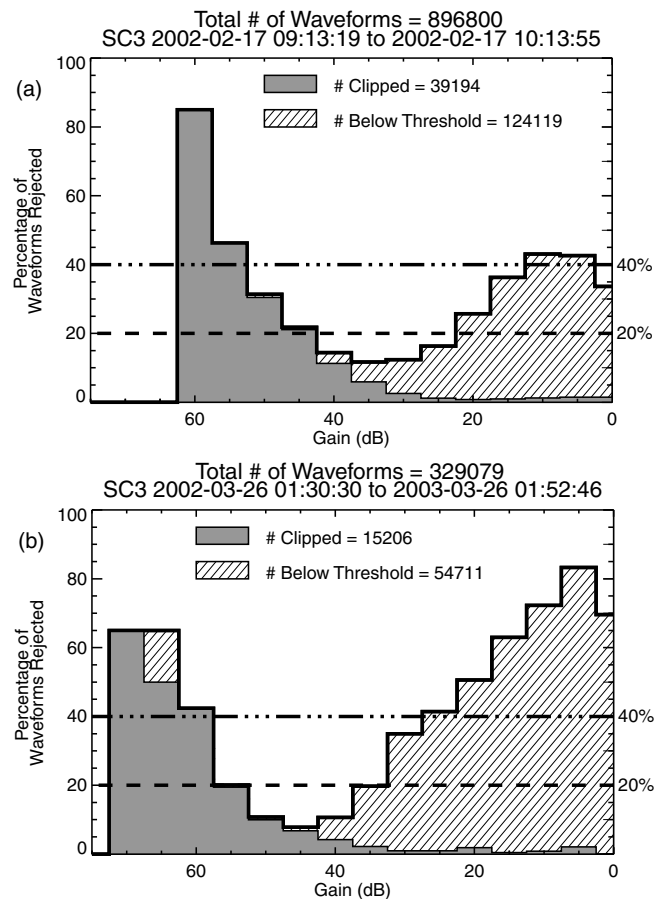 Total # of Waveforms = 896800
SC3 2002-02-17 09:13:19 to 2002-02-17 10:13:55
(a)
# Clipped = 39194
# Below Threshold = 124119
Percentage of
Waveforms Rejected
100
80
60
40
20
0
40%
20%
60 40 20 0
Gain (dB)
Total # of Waveforms = 329079
SC3 2002-03-26 01:30:30 to 2003-03-26 01:52:46
(b)
# Clipped = 15206
# Below Threshold = 54711
Percentage of
Waveforms Rejected
100
80
60
40
20
0
40%
20%
60 40 20 0
Gain (dB)